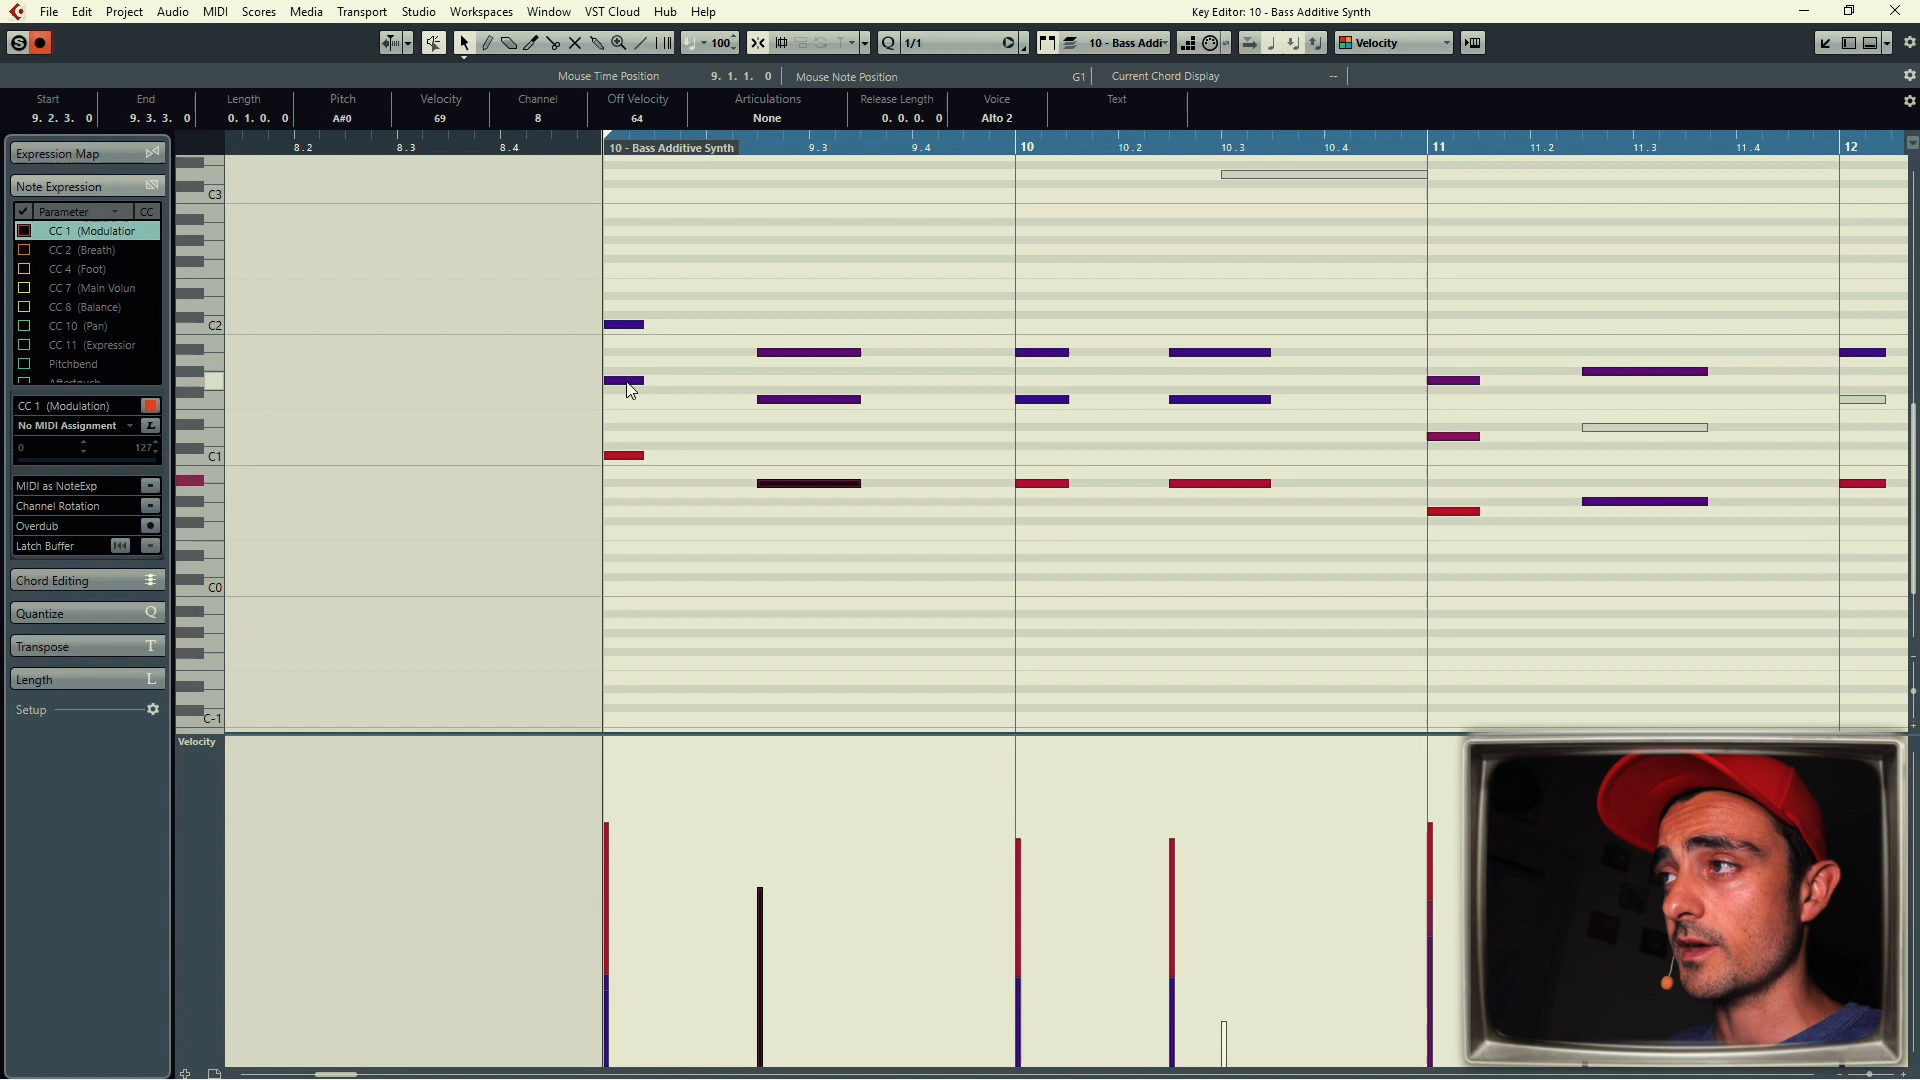 File Edit Project Audio MIDI Scores Media Transport Studio Workspaces Window VST Cloud Hub Help
Key Editor: 10 - Bass Additive Synth
100 Q 1/1 10 - Bass Addi Velocity
Mouse Time Position 9. 1. 1. 0 Mouse Note Position G1 Current Chord Display --
Start End Length Pitch Velocity Channel Off Velocity Articulations Release Length Voice Text
9. 2. 3. 0 9. 3. 3. 0 0. 1. 0. 0 A#0 69 8 64 None 0. 0. 0. 0 Alto 2
8.2 8.3 8.4 10 - Bass Additive Synth 9.3 9.4 10 10.2 10.3 10.4 11 11.2 11.3 11.4 12
Expression Map
Note Expression
Parameter CC
CC 1 (Modulatior
CC 2 (Breath)
CC 4 (Foot)
CC 7 (Main Volun
CC 8 (Balance)
CC 10 (Pan)
CC 11 (Expressior
Pitchbend
CC 1 (Modulation)
No MIDI Assignment L
0 127
MIDI as NoteExp
Channel Rotation
Overdub
Latch Buffer
Chord Editing
Quantize Q
Transpose T
Length L
Setup
C3
C2
C1
C0
C-1
Velocity